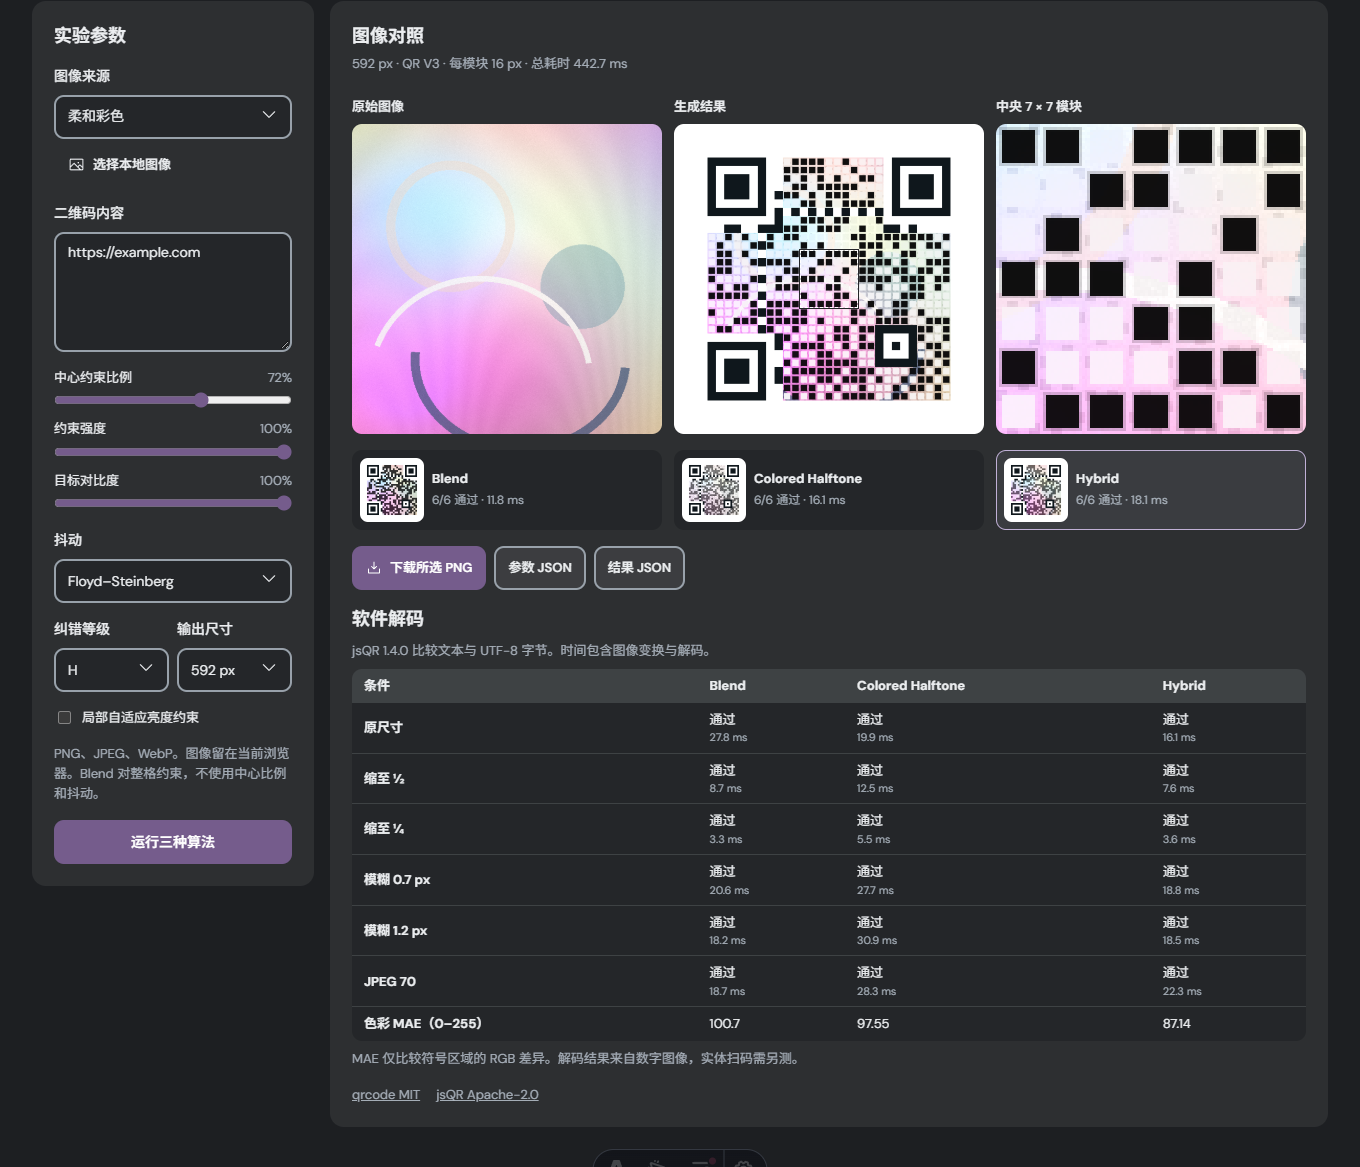 实验参数
图像来源
柔和彩色
选择本地图像
二维码内容
https://example.com
中心约束比例 72%
约束强度 100%
目标对比度 100%
抖动
Floyd–Steinberg
纠错等级 输出尺寸
H 592 px
局部自适应亮度约束
PNG、JPEG、WebP。图像留在当前浏览
器。Blend 对整格约束，不使用中心比例
和抖动。
运行三种算法
图像对照
592 px · QR V3 · 每模块 16 px · 总耗时 442.7 ms
原始图像 生成结果 中央 7 × 7 模块
Blend
6/6 通过 · 11.8 ms
Colored Halftone
6/6 通过 · 16.1 ms
Hybrid
6/6 通过 · 18.1 ms
下载所选 PNG 参数 JSON 结果 JSON
软件解码
jsQR 1.4.0 比较文本与 UTF-8 字节。时间包含图像变换与解码。
条件 Blend Colored Halftone Hybrid
原尺寸 通过 通过 通过
27.8 ms 19.9 ms 16.1 ms
缩至 ½ 通过 通过 通过
8.7 ms 12.5 ms 7.6 ms
缩至 ¼ 通过 通过 通过
3.3 ms 5.5 ms 3.6 ms
模糊 0.7 px 通过 通过 通过
20.6 ms 27.7 ms 18.8 ms
模糊 1.2 px 通过 通过 通过
18.2 ms 30.9 ms 18.5 ms
JPEG 70 通过 通过 通过
18.7 ms 28.3 ms 22.3 ms
色彩 MAE（0–255） 100.7 97.55 87.14
MAE 仅比较符号区域的 RGB 差异。解码结果来自数字图像，实体扫码需另测。
qrcode MIT jsQR Apache-2.0